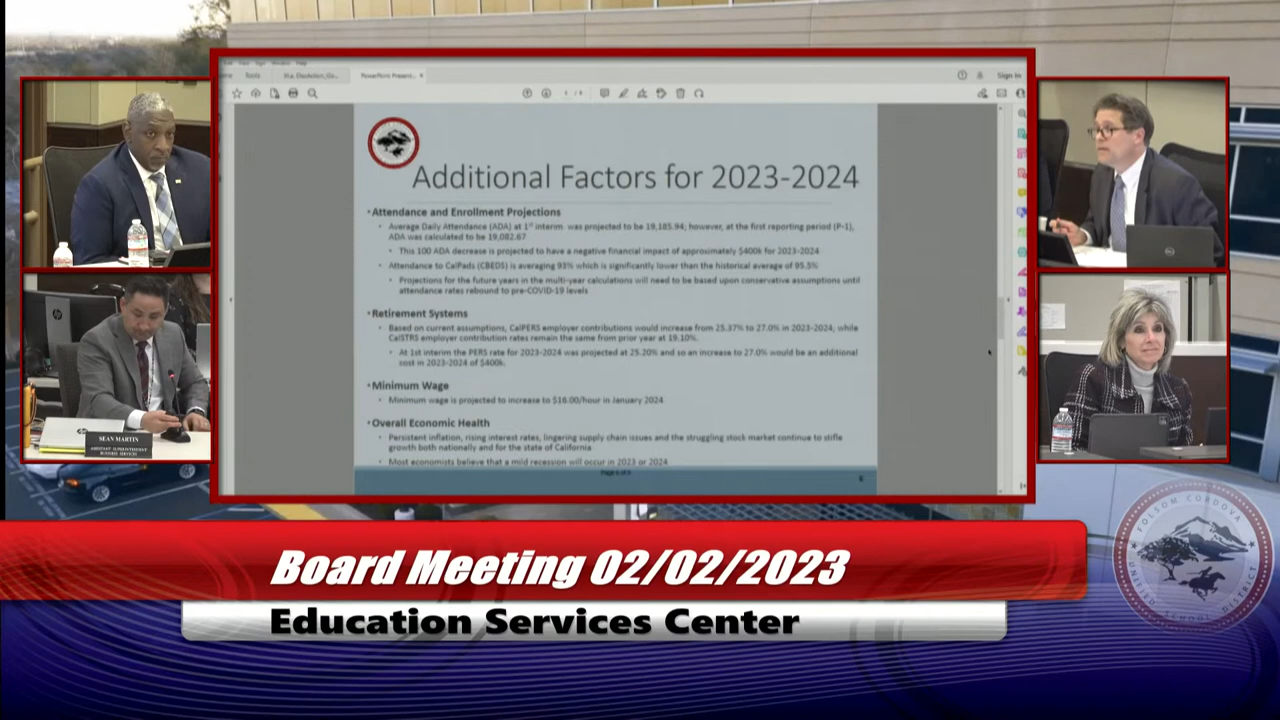 Sign In
Tools
Additional Factors for 2023-2024
Attendance and Enrollment Projections
Average Daily Attendance (ADA) at 1st interim was projected to be 19,185.94; however, at the first reporting period (P-1),
ADA was calculated to be 19,082.67
This 100 ADA decrease is projected to have a negative financial impact of approximately $400k for 2023-2024
Attendance to CalPads (CBEDS) is averaging 93% which is significantly lower than the historical average of 95.5%
Projections for the future years in the multi-year calculations will need to be based upon conservative assumptions until
attendance rates rebound to pre-COVID-19 levels
Retirement Systems
Based on current assumptions, CalPERS employer contributions would increase from 25.37% to 27.0% in 2023-2024, while
CalSTRS employer contribution rates remain the same from prior year at 19.10%.
At 1st interim the PERS rate for 2023-2024 was projected at 25.20% and so an increase to 27.0% would be an additional
cost in 2023-2024 of $400k.
Minimum Wage
Minimum wage is projected to increase to $16.00/hour in January 2024
Overall Economic Health
Persistent inflation, rising interest rates, lingering supply chain issues and the struggling stock market continue to stifle
growth both nationally and for the state of California
Most economists believe that a mild recession will occur in 2023 or 2024
SEAN MARTIN
ASSISTANT SUPERINTENDENT
BUSINESS SERVICES
Board Meeting 02/02/2023
Education Services Center
FOLSOM CORDOVA
UNIFIED SCHOOL DISTRICT